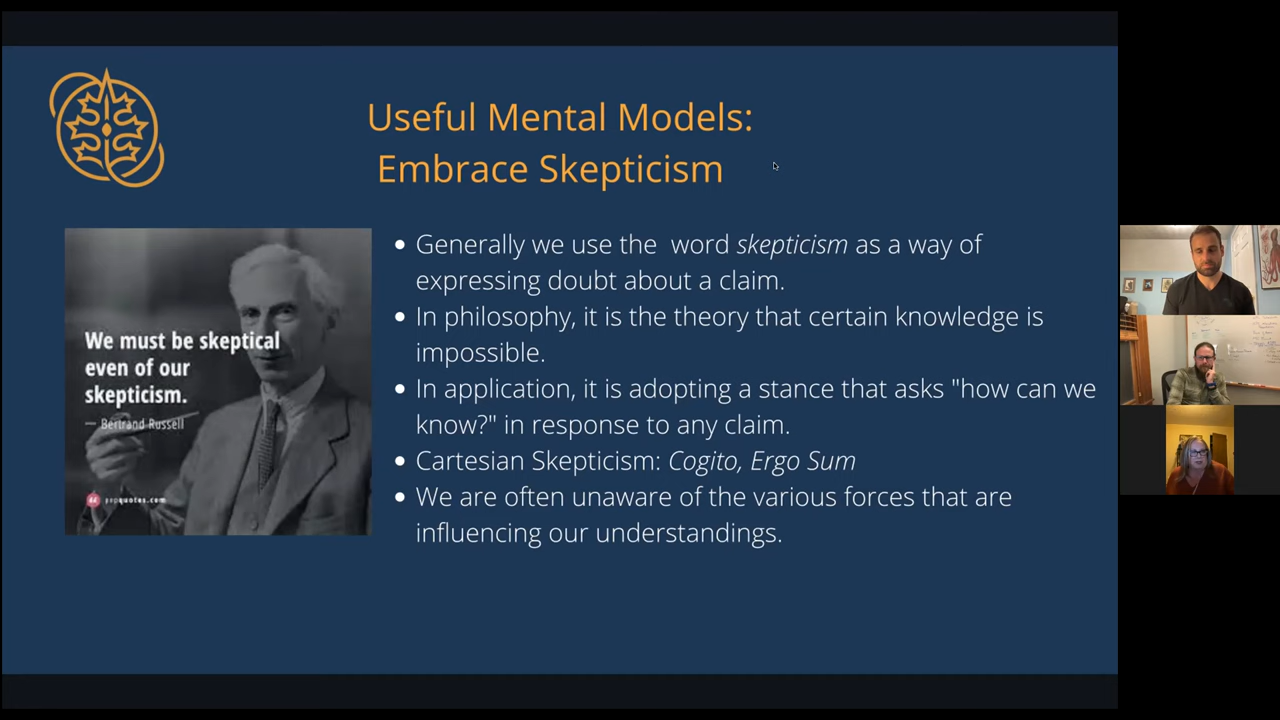 Useful Mental Models:
Embrace Skepticism
We must be skeptical
even of our
skepticism.
— Bertrand Russell
• Generally we use the word skepticism as a way of
expressing doubt about a claim.
• In philosophy, it is the theory that certain knowledge is
impossible.
• In application, it is adopting a stance that asks "how can we
know?" in response to any claim.
• Cartesian Skepticism: Cogito, Ergo Sum
• We are often unaware of the various forces that are
influencing our understandings.